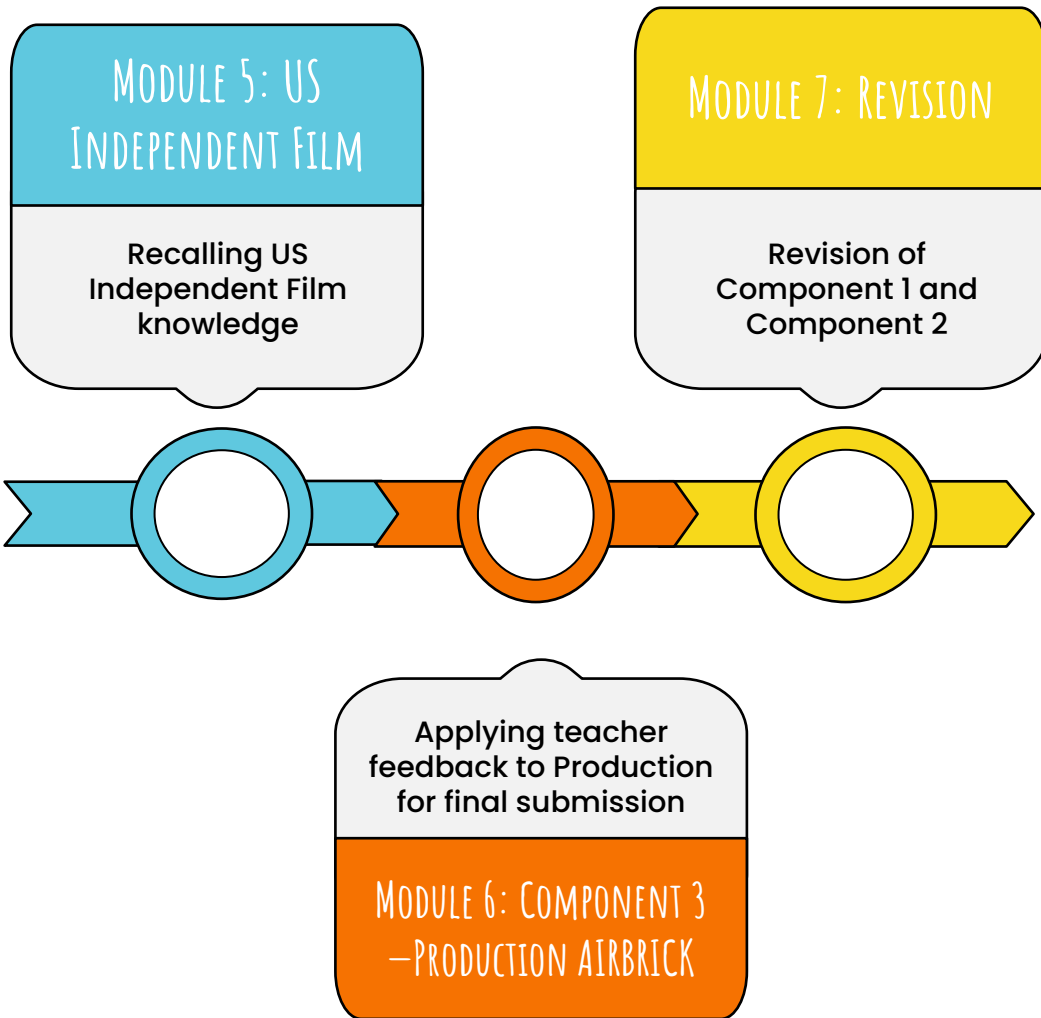 Module 5: US
Independent Film
Recalling US
Independent Film
knowledge
Module 7: Revision
Revision of
Component 1 and
Component 2
Applying teacher
feedback to Production
for final submission
Module 6: Component 3
–Production AIRBRICK